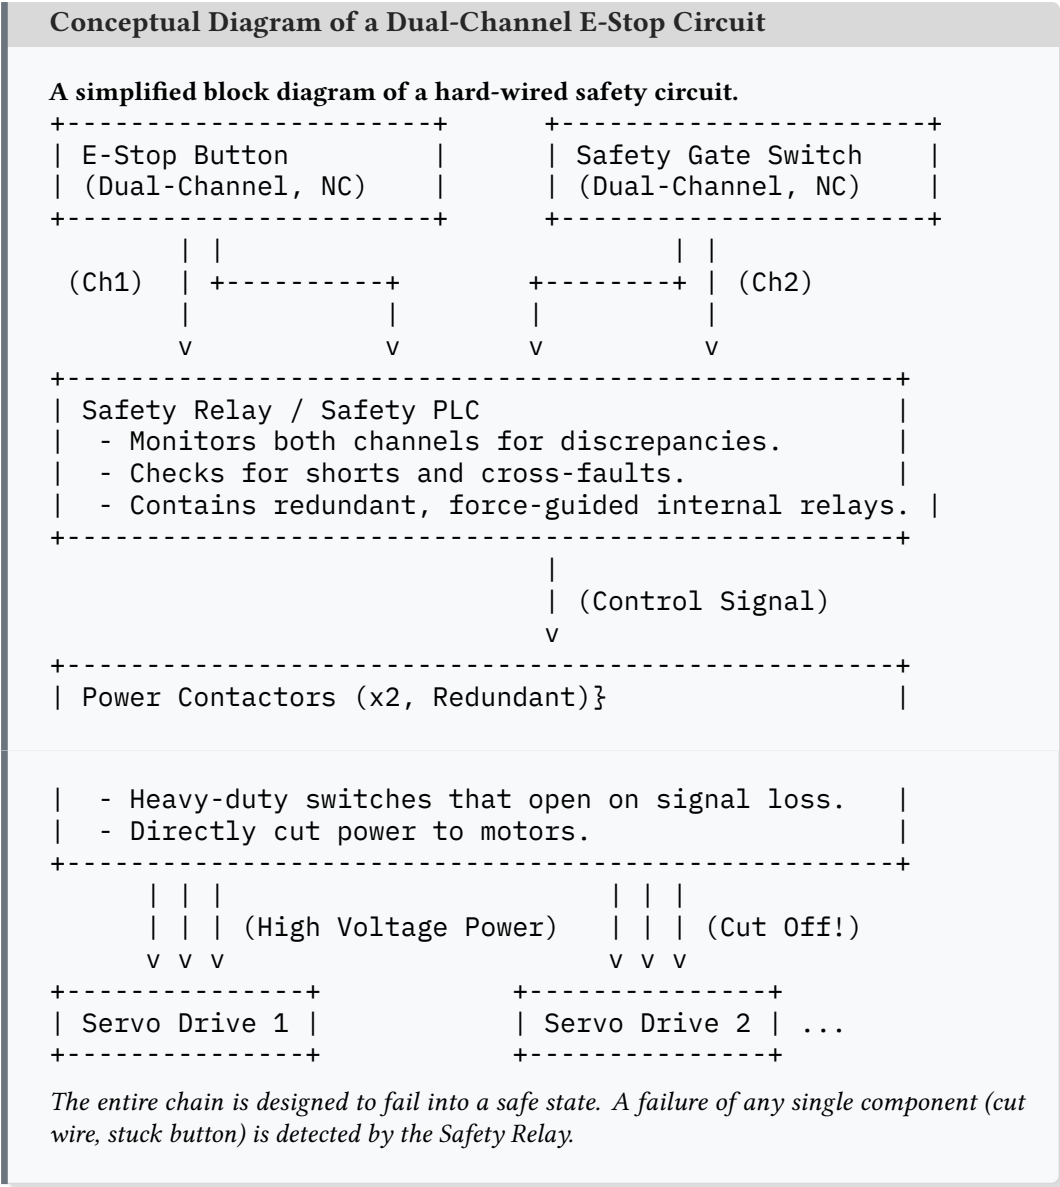 Conceptual Diagram of a Dual-Channel E-Stop Circuit
A simplified block diagram of a hard-wired safety circuit.
+-----------------------+      +-----------------------+
| E-Stop Button         |      | Safety Gate Switch    |
| (Dual-Channel, NC)    |      | (Dual-Channel, NC)    |
+-----------------------+      +-----------------------+
        | |                            | |
 (Ch1)  | +----------+        +--------+ | (Ch2)
        |            |        |          |
        v            v        v          v
+----------------------------------------------------+
| Safety Relay / Safety PLC                          |
|  - Monitors both channels for discrepancies.       |
|  - Checks for shorts and cross-faults.             |
|  - Contains redundant, force-guided internal relays. |
+----------------------------------------------------+
                               |
                               | (Control Signal)
                               v
+----------------------------------------------------+
| Power Contactors (x2, Redundant)}                  |
|  - Heavy-duty switches that open on signal loss.   |
|  - Directly cut power to motors.                   |
+----------------------------------------------------+
      | | |                        | | |
      | | | (High Voltage Power)   | | | (Cut Off!)
      v v v                        v v v
+---------------+            +---------------+
| Servo Drive 1 |            | Servo Drive 2 | ...
+---------------+            +---------------+
The entire chain is designed to fail into a safe state. A failure of any single component (cut
wire, stuck button) is detected by the Safety Relay.